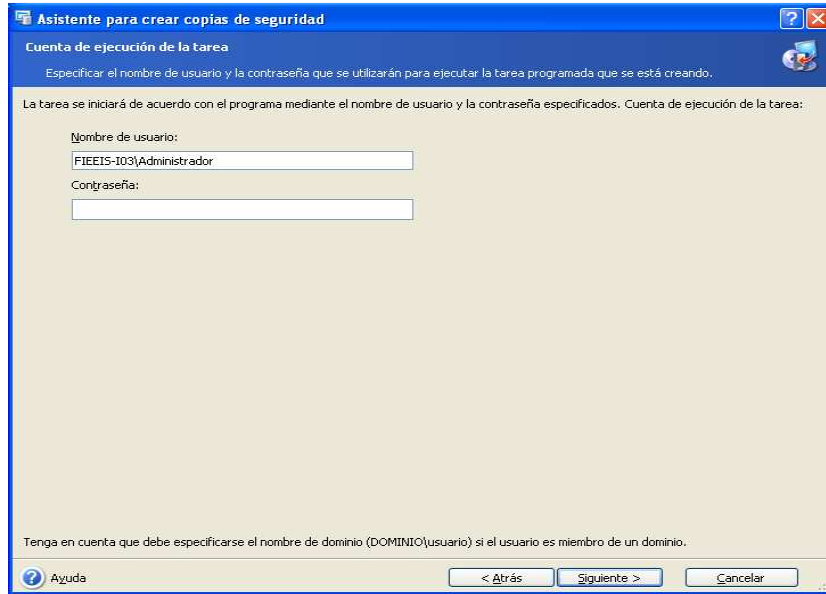 Asistente para crear copias de seguridad
Cuenta de ejecución de la tarea
Especificar el nombre de usuario y la contraseña que se utilizarán para ejecutar la tarea programada que se está creando.
La tarea se iniciará de acuerdo con el programa mediante el nombre de usuario y la contraseña especificados. Cuenta de ejecución de la tarea:
Nombre de usuario:
FIEEIS-I03\Administrador
Contraseña:
Tenga en cuenta que debe especificarse el nombre de dominio (DOMINIO\usuario) si el usuario es miembro de un dominio.
Ayuda
< Atrás
Siguiente >
Cancelar